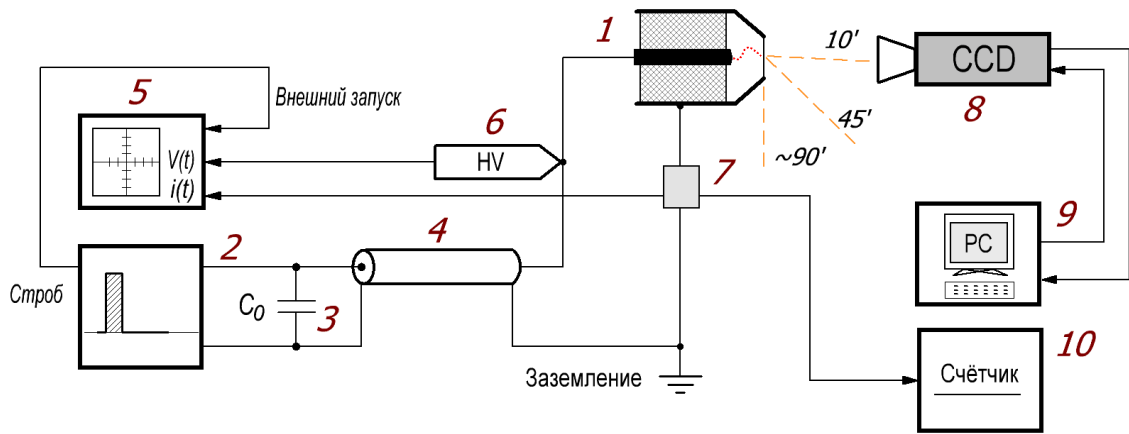 1
10'
CCD
8
45'
~90'
Внешний запуск
5
V(t)
i(t)
6
HV
7
9
PC
4
2
Строб
C₀
3
Заземление
10
Счётчик